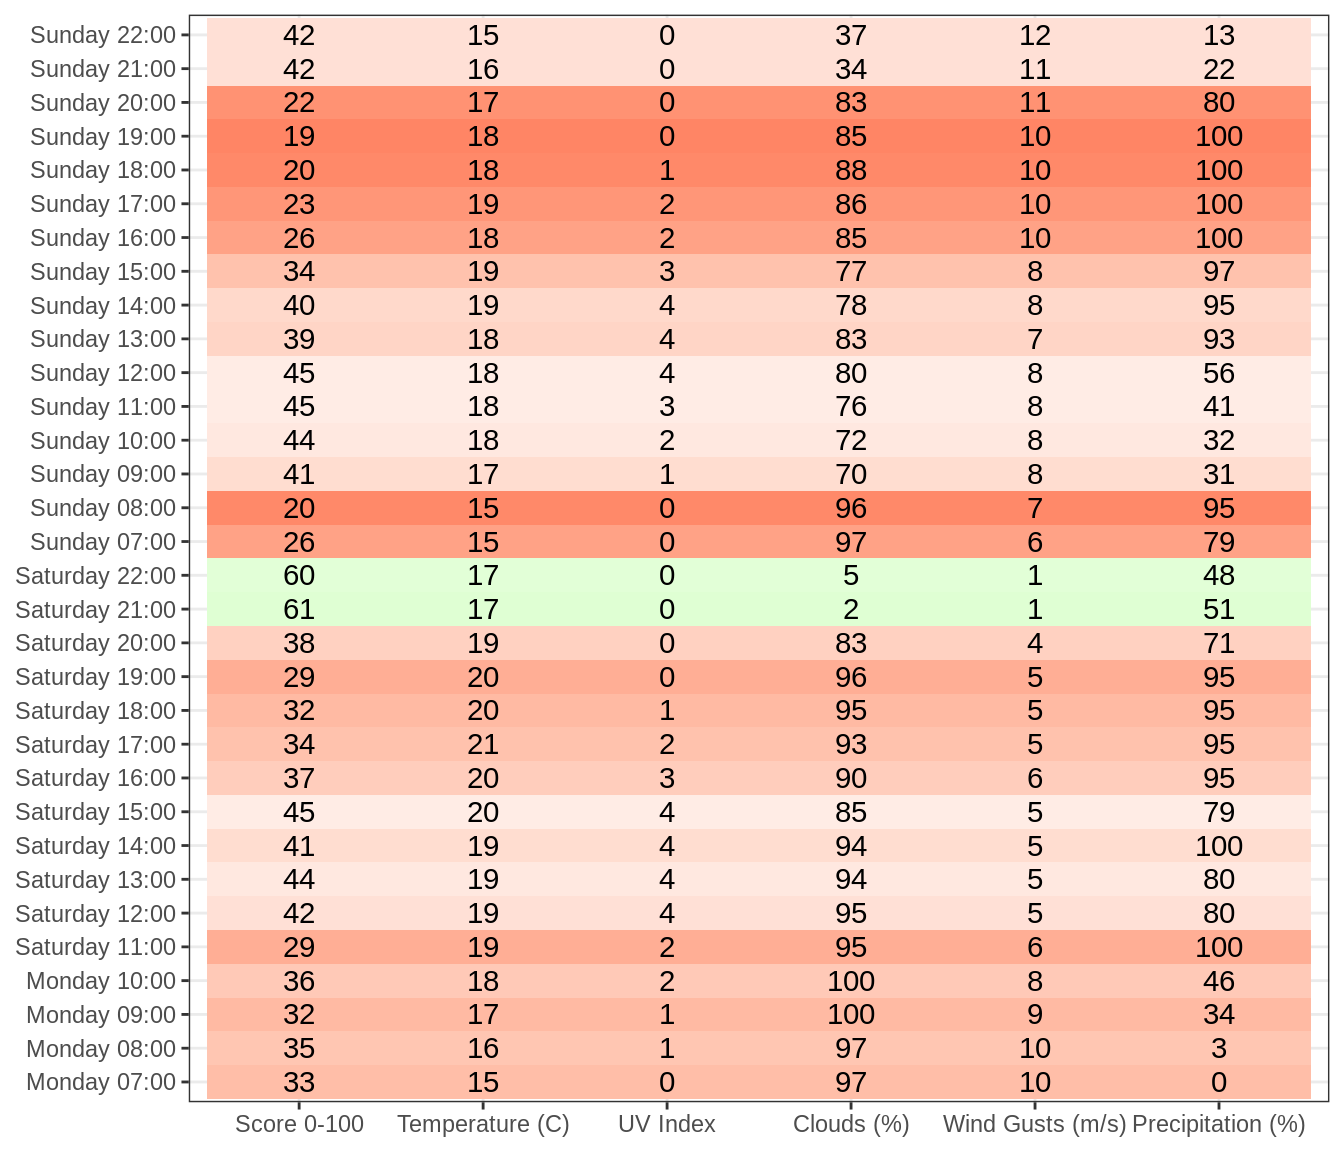 Sunday 22:00 42 15 0 37 12 13
Sunday 21:00 42 16 0 34 11 22
Sunday 20:00 22 17 0 83 11 80
Sunday 19:00 19 18 0 85 10 100
Sunday 18:00 20 18 1 88 10 100
Sunday 17:00 23 19 2 86 10 100
Sunday 16:00 26 18 2 85 10 100
Sunday 15:00 34 19 3 77 8 97
Sunday 14:00 40 19 4 78 8 95
Sunday 13:00 39 18 4 83 7 93
Sunday 12:00 45 18 4 80 8 56
Sunday 11:00 45 18 3 76 8 41
Sunday 10:00 44 18 2 72 8 32
Sunday 09:00 41 17 1 70 8 31
Sunday 08:00 20 15 0 96 7 95
Sunday 07:00 26 15 0 97 6 79
Saturday 22:00 60 17 0 5 1 48
Saturday 21:00 61 17 0 2 1 51
Saturday 20:00 38 19 0 83 4 71
Saturday 19:00 29 20 0 96 5 95
Saturday 18:00 32 20 1 95 5 95
Saturday 17:00 34 21 2 93 5 95
Saturday 16:00 37 20 3 90 6 95
Saturday 15:00 45 20 4 85 5 79
Saturday 14:00 41 19 4 94 5 100
Saturday 13:00 44 19 4 94 5 80
Saturday 12:00 42 19 4 95 5 80
Saturday 11:00 29 19 2 95 6 100
Monday 10:00 36 18 2 100 8 46
Monday 09:00 32 17 1 100 9 34
Monday 08:00 35 16 1 97 10 3
Monday 07:00 33 15 0 97 10 0
Score 0-100 Temperature (C) UV Index Clouds (%) Wind Gusts (m/s) Precipitation (%)